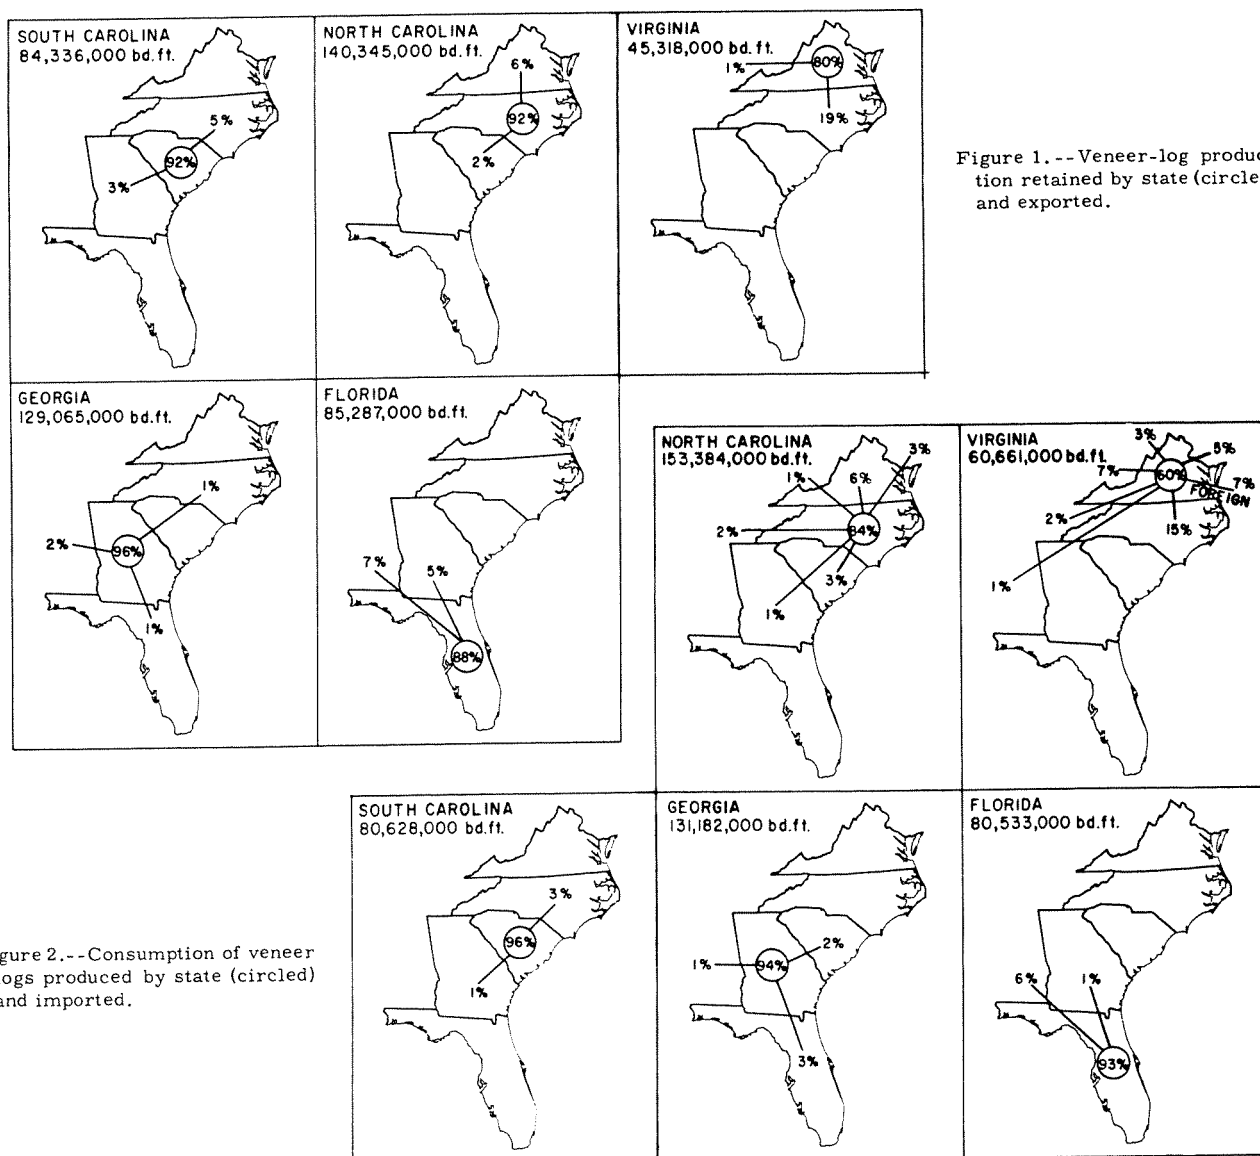 SOUTH CAROLINA
84,336,000 bd.ft.
5%
92%
3%
NORTH CAROLINA
140,345,000 bd.ft.
6%
92%
2%
VIRGINIA
45,318,000 bd.ft.
1%
80%
19%
Figure 1.--Veneer-log produc
tion retained by state (circle
and exported.
GEORGIA
129,065,000 bd.ft.
1%
2%
96%
1%
FLORIDA
85,287,000 bd.ft.
7%
5%
88%
NORTH CAROLINA
153,384,000 bd.ft.
3%
1%
6%
2%
84%
3%
1%
VIRGINIA
60,661,000 bd.ft.
3%
5%
7%
60%
7%
FOREIGN
2%
15%
1%
SOUTH CAROLINA
80,628,000 bd.ft.
3%
96%
1%
GEORGIA
131,182,000 bd.ft.
2%
1%
94%
3%
FLORIDA
80,533,000 bd.ft.
6%
1%
93%
gure 2.--Consumption of veneer
logs produced by state (circled)
and imported.